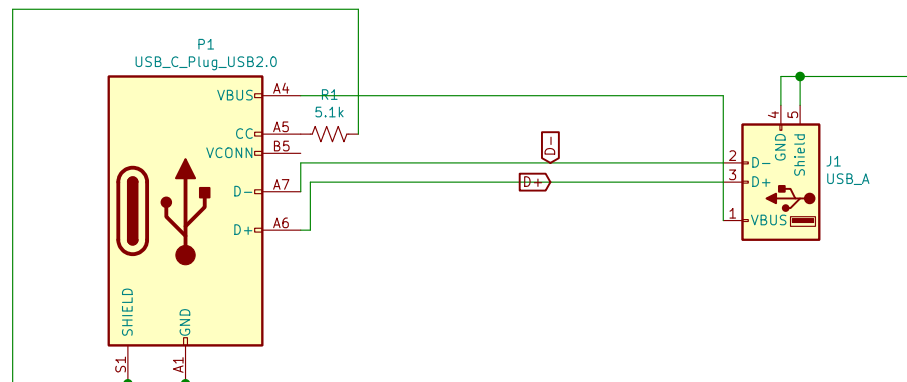 P1
USB_C_Plug_USB2.0
VBUS
A4
R1
5.1k
CC
A5
VCONN
B5
D-
A7
D+
A6
SHIELD
GND
S1
A1
D-
D+
4
5
GND
Shield
2
D-
3
D+
1
VBUS
J1
USB_A